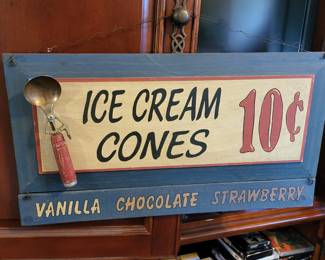 ICE CREAM
CONES
10¢
VANILLA CHOCOLATE STRAWBERRY